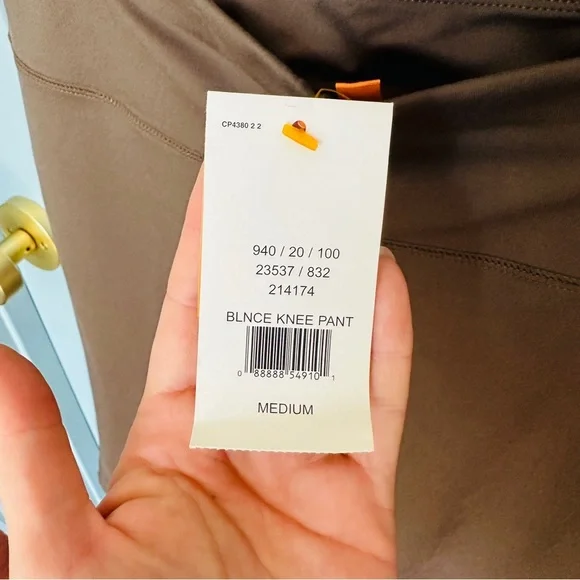 CP4380 2 2
940 / 20 / 100
23537 / 832
214174
BLNCE KNEE PANT
0 88888 54910 1
MEDIUM